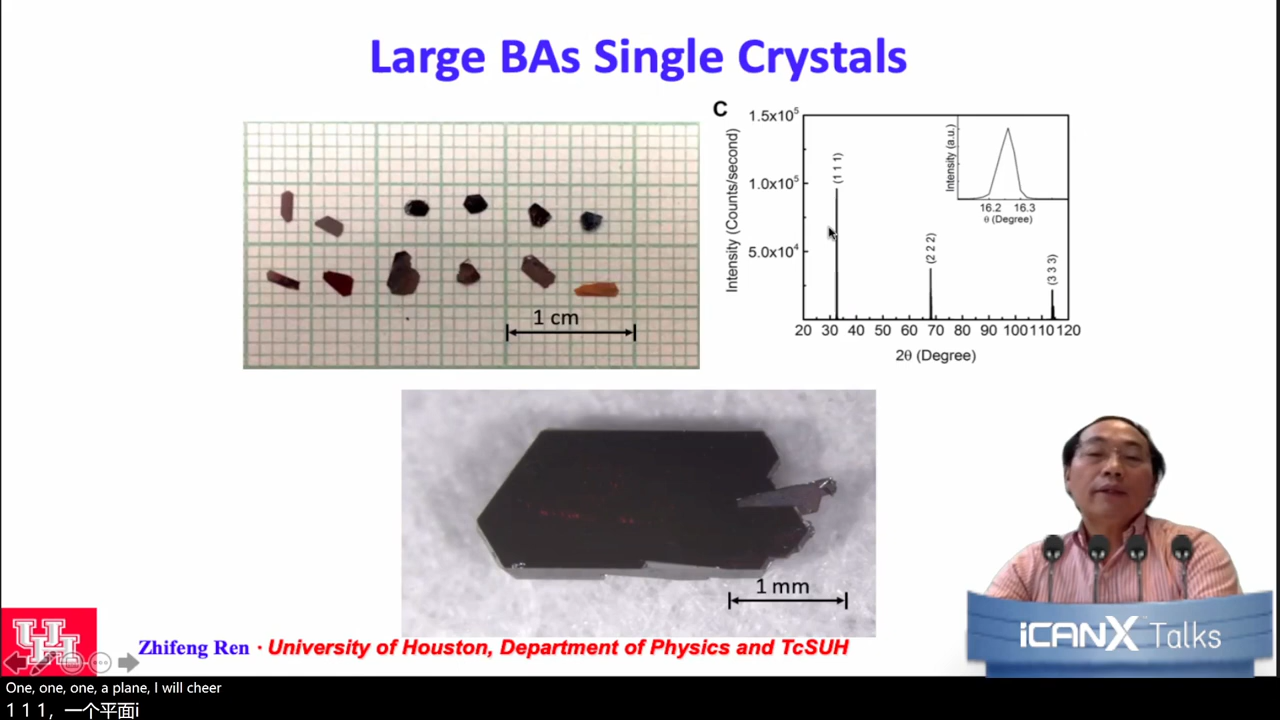 Large BAs Single Crystals
1 cm
C
Intensity (Counts/second)
1.5x10⁵
1.0x10⁵
5.0x10⁴
(1 1 1)
(2 2 2)
(3 3 3)
Intensity (a.u.)
16.2 16.3
θ (Degree)
20 30 40 50 60 70 80 90 100 110 120
2θ (Degree)
1 mm
UH
Zhifeng Ren · University of Houston, Department of Physics and TcSUH
iCANX Talks
One, one, one, a plane, I will cheer
1 1 1，一个平面i